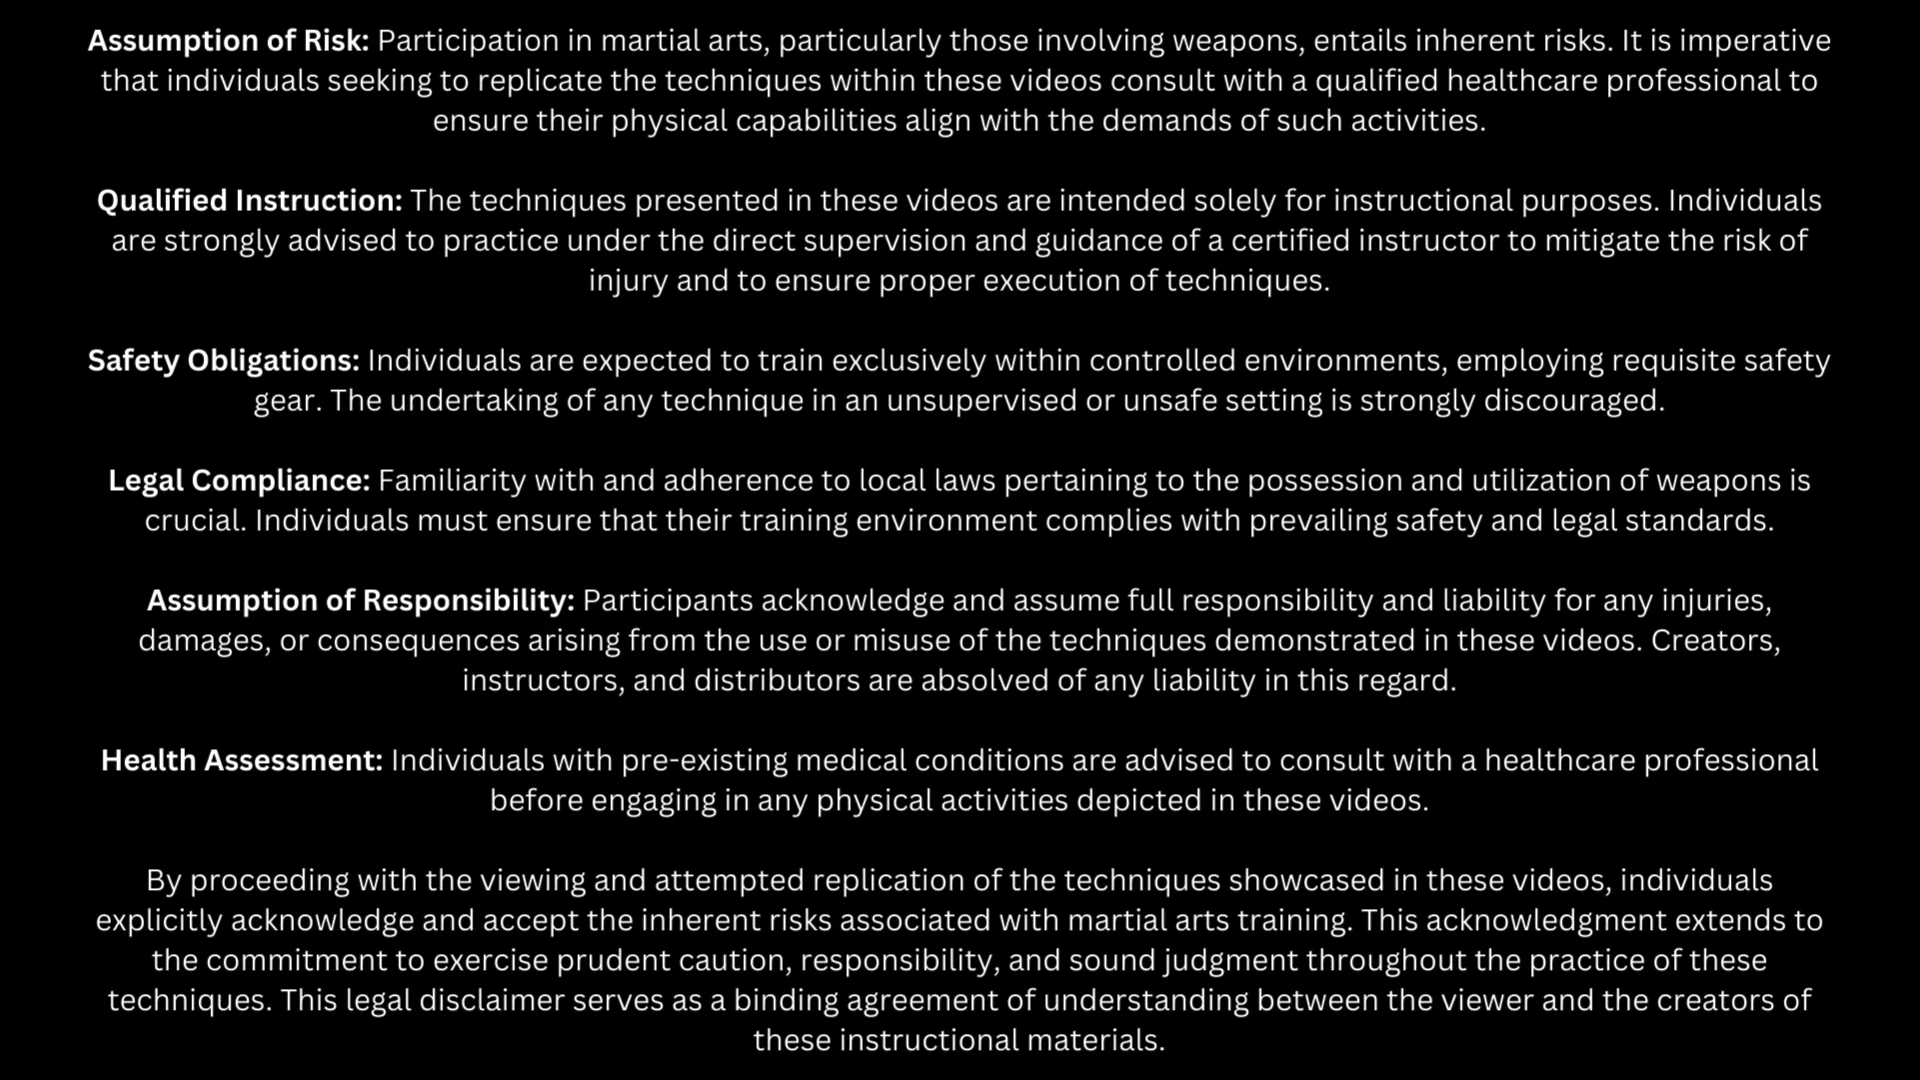 Assumption of Risk: Participation in martial arts, particularly those involving weapons, entails inherent risks. It is imperative
that individuals seeking to replicate the techniques within these videos consult with a qualified healthcare professional to
ensure their physical capabilities align with the demands of such activities.
Qualified Instruction: The techniques presented in these videos are intended solely for instructional purposes. Individuals
are strongly advised to practice under the direct supervision and guidance of a certified instructor to mitigate the risk of
injury and to ensure proper execution of techniques.
Safety Obligations: Individuals are expected to train exclusively within controlled environments, employing requisite safety
gear. The undertaking of any technique in an unsupervised or unsafe setting is strongly discouraged.
Legal Compliance: Familiarity with and adherence to local laws pertaining to the possession and utilization of weapons is
crucial. Individuals must ensure that their training environment complies with prevailing safety and legal standards.
Assumption of Responsibility: Participants acknowledge and assume full responsibility and liability for any injuries,
damages, or consequences arising from the use or misuse of the techniques demonstrated in these videos. Creators,
instructors, and distributors are absolved of any liability in this regard.
Health Assessment: Individuals with pre-existing medical conditions are advised to consult with a healthcare professional
before engaging in any physical activities depicted in these videos.
By proceeding with the viewing and attempted replication of the techniques showcased in these videos, individuals
explicitly acknowledge and accept the inherent risks associated with martial arts training. This acknowledgment extends to
the commitment to exercise prudent caution, responsibility, and sound judgment throughout the practice of these
techniques. This legal disclaimer serves as a binding agreement of understanding between the viewer and the creators of
these instructional materials.